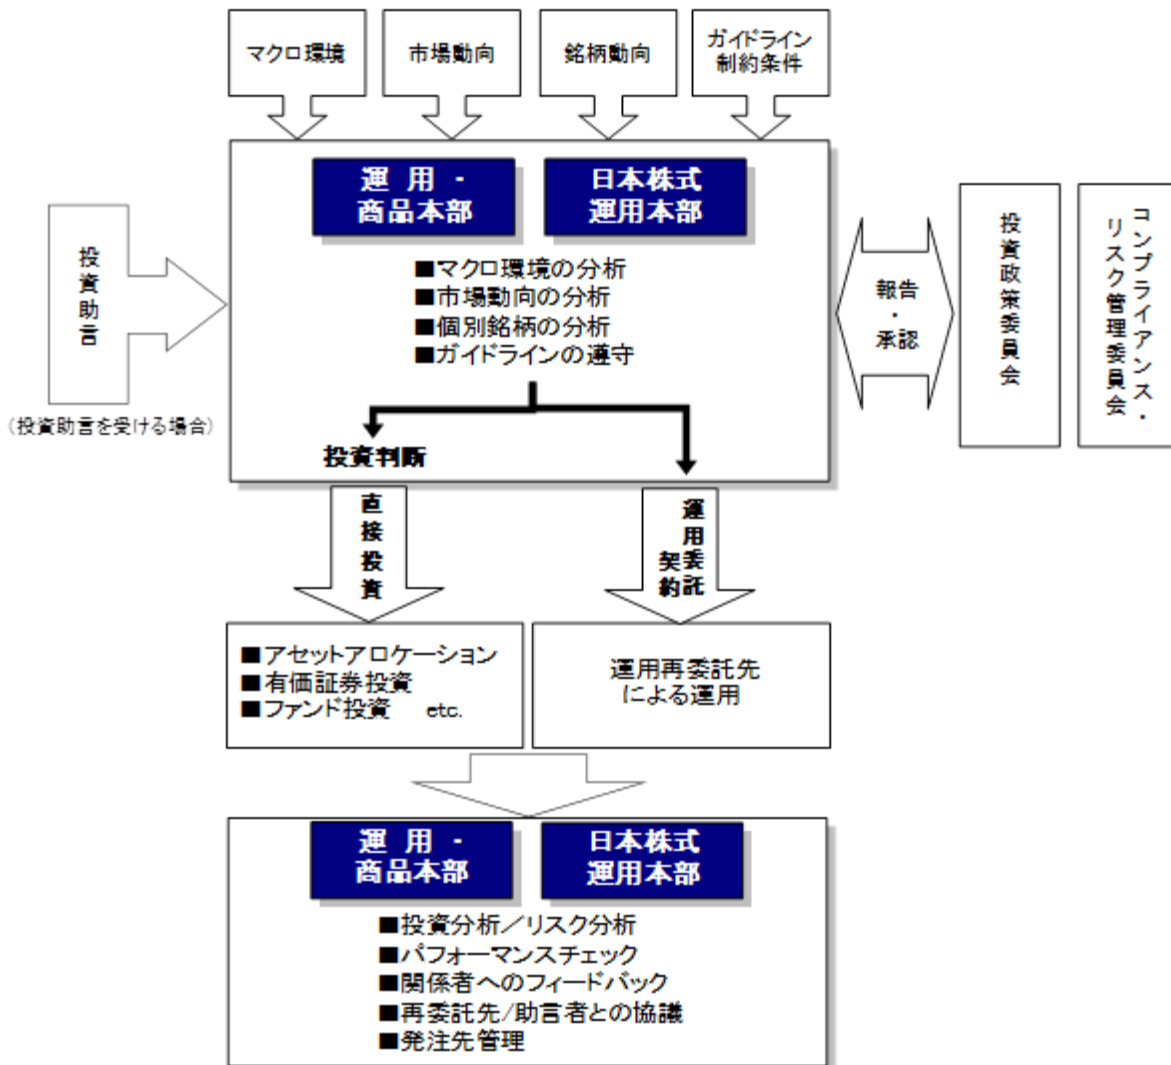 マクロ環境
市場動向
銘柄動向
ガイドライン
制約条件
運 用 ・
商品本部
日本株式
運用本部
■マクロ環境の分析
■市場動向の分析
■個別銘柄の分析
■ガイドラインの遵守
投資助言
(投資助言を受ける場合)
報告
・
承認
投資政策委員会
コンプライアンス・
リスク管理委員会
投資判断
直接投資
運用委託
契約
■アセットアロケーション
■有価証券投資
■ファンド投資 etc.
運用再委託先
による運用
運 用 ・
商品本部
日本株式
運用本部
■投資分析／リスク分析
■パフォーマンスチェック
■関係者へのフィードバック
■再委託先/助言者との協議
■発注先管理